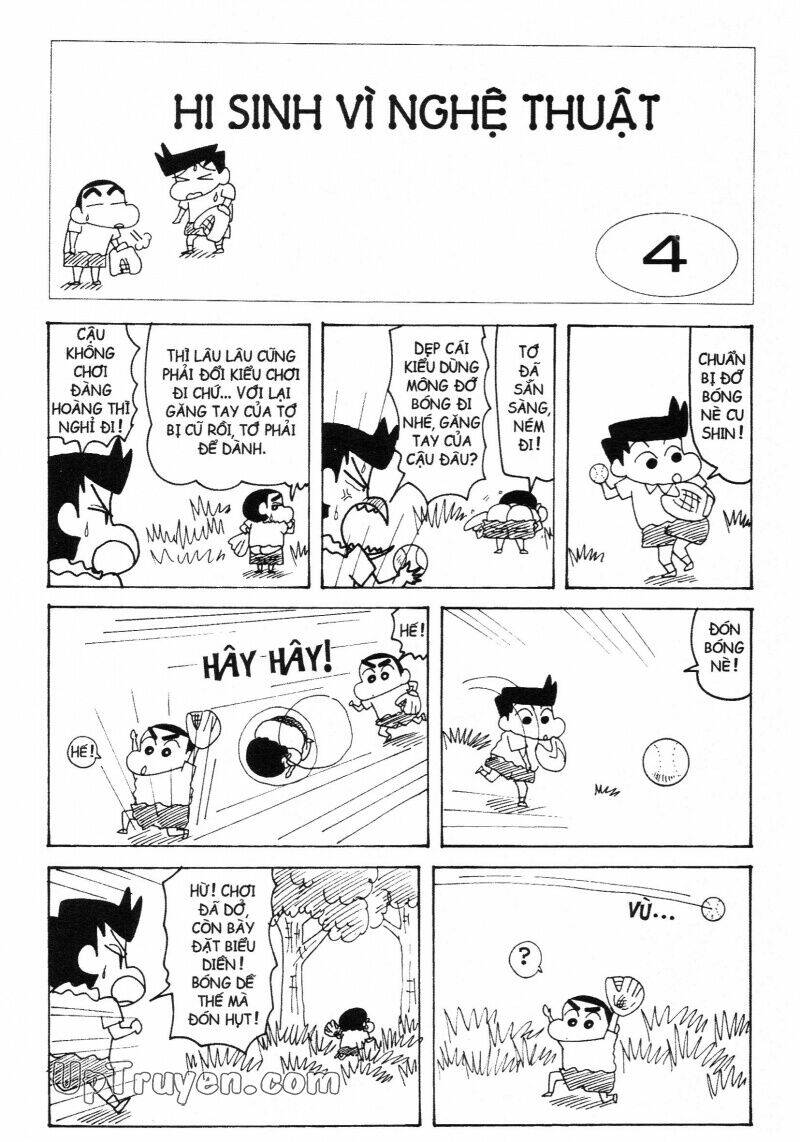 HI SINH VÌ NGHỆ THUẬT
4
CHUẨN
BỊ ĐỠ
BÓNG
NÈ CU
SHIN!
TỚ
ĐÃ
SẴN
SÀNG,
NÉM
ĐI!
DẸP CÁI
KIỂU DÙNG
MÔNG ĐỠ
BÓNG ĐI
NHÉ, GĂNG
TAY CỦA
CẬU ĐÂU?
THÌ LÂU LÂU CŨNG
PHẢI ĐỔI KIỂU CHƠI
ĐI CHỨ... VỚI LẠI
GĂNG TAY CỦA TỚ
BỊ CŨ RỒI, TỚ PHẢI
ĐỂ DÀNH.
CẬU
KHÔNG
CHƠI
ĐÀNG
HOÀNG THÌ
NGHỈ ĐI!
ĐÓN
BÓNG
NÈ!
HẾ!
HÂY HÂY!
HẾ!
VÙ...
?
HỪ! CHƠI
ĐÃ DỞ,
CÒN BÀY
ĐẶT BIỂU
DIỄN!
BÓNG DỄ
THẾ MÀ
ĐÓN HỤT!
UpTruyen.com